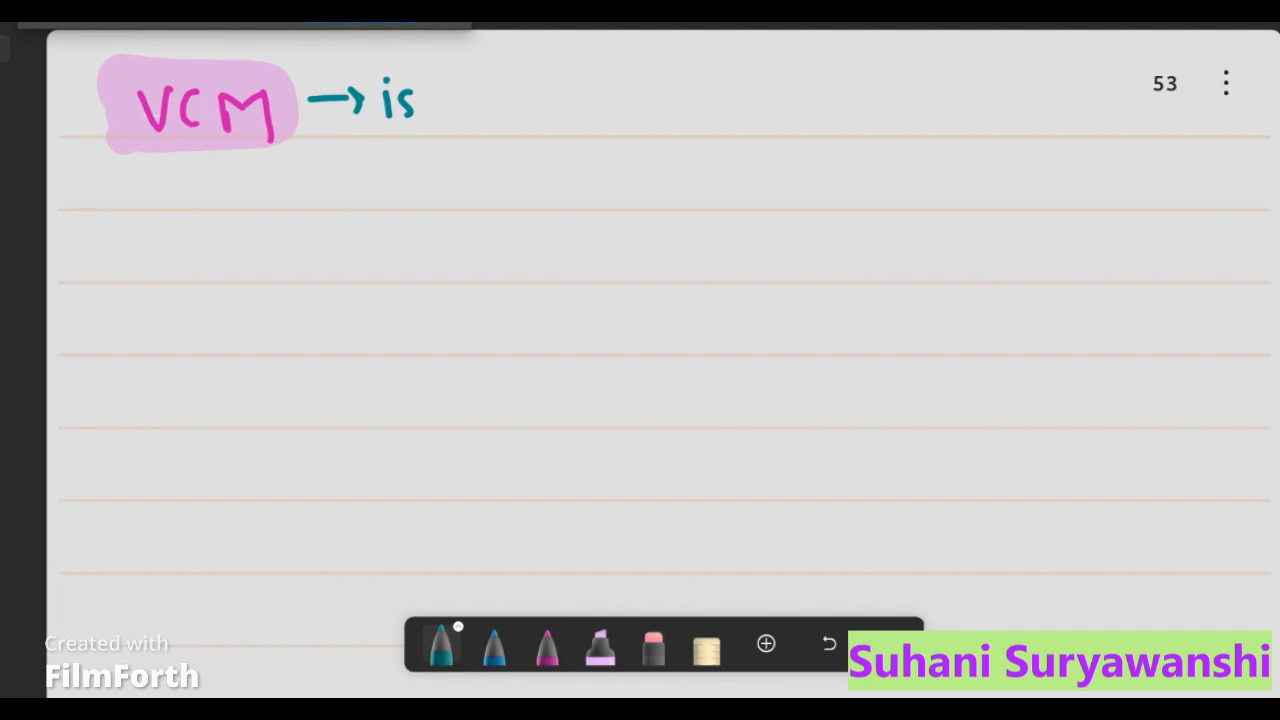 VCM → is
53
Created with
FilmForth
Suhani Suryawanshi